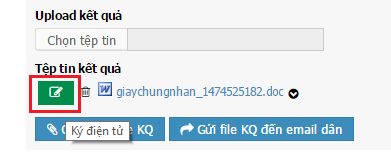 Upload kết quả
Chọn tệp tin
Tệp tin kết quả
giaychungnhan_1474525182.doc
Ký điện tử
KQ Gửi file KQ đến email dân